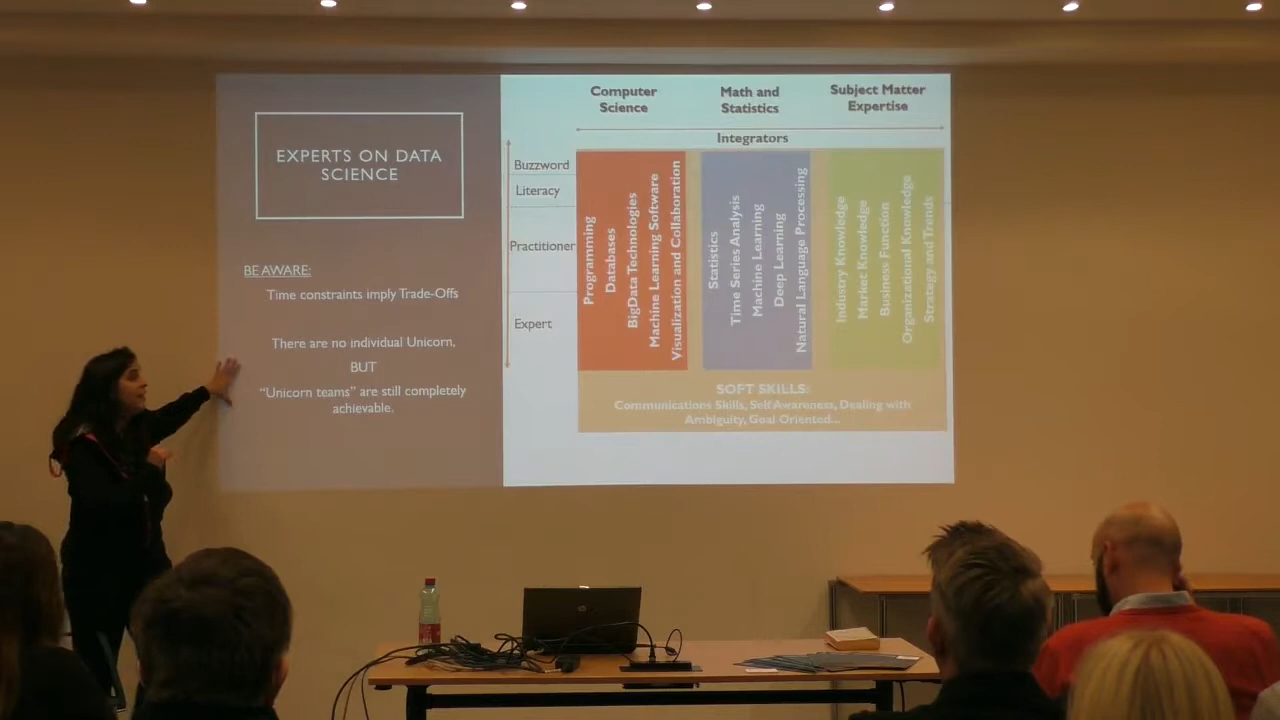 EXPERTS ON DATA
SCIENCE
BE AWARE:
Time constraints imply Trade-Offs
There are no individual Unicorn,
BUT
“Unicorn teams” are still completely
achievable.
Computer
Science
Math and
Statistics
Subject Matter
Expertise
Integrators
Buzzword
Literacy
Practitioner
Expert
Programming
Databases
BigData Technologies
Machine Learning Software
Visualization and Collaboration
Statistics
Time Series Analysis
Machine Learning
Deep Learning
Natural Language Processing
Industry Knowledge
Market Knowledge
Business Function
Organizational Knowledge
Strategy and Trends
SOFT SKILLS:
Communications Skills, Self Awareness, Dealing with
Ambiguity, Goal Oriented...